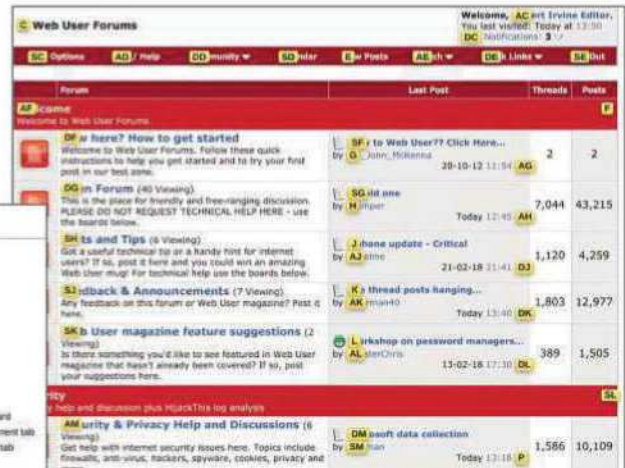 C Web User Forums
Welcome, AC ert Irvine Editor.
You last visited: Today at 13:50
DC Notifications: 3
SC Options AD / Help DD munity SD ndar E w Posts AE ch DE k Links SE Out
Forum Last Post Threads Posts
AF come F
Welcome to Web User Forums
DF w here? How to get started
Welcome to Web User Forums. Follow these quick
instructions to help you get started and to try your first
post in our test zone.
SF r to Web User?? Click Here...
by G _John_McKenna
28-10-12 11:54 AG
2 2
DG n Forum (40 Viewing)
This is the place for friendly and free-ranging discussion.
PLEASE DO NOT REQUEST TECHNICAL HELP HERE - use
the boards below.
SG ild one
by H mper
Today 12:45 AH
7,044 43,215
SH ts and Tips (6 Viewing)
Got a useful technical tip or a handy hint for internet
users? If so, post it here and you could win an amazing
Web User mug! For technical help use the boards below.
J hone update - Critical
by AJ
21-02-18 21:41 DJ
1,120 4,259
SJ edback & Announcements (7 Viewing)
Any feedback on this forum or Web User magazine? Post it
here.
K s thread posts hanging...
by AK rman40
Today 13:40 DK
1,803 12,977
SK b User magazine feature suggestions (2
Viewing)
Is there something you'd like to see featured in Web User
magazine that hasn't already been covered? If so, post
your suggestions here.
L rkshop on password managers...
by AL sterChris
13-02-18 17:30 DL
389 1,505
rity SL
y help and discussion plus HijackThis log analysis
AM urity & Privacy Help and Discussions (6
Viewing)
Get help with internet security issues here. Topics include
firewalls, anti-virus, hackers, spyware, cookies, privacy and
DM osoft data collection
by SM man
Today 13:16 P
1,586 10,109
ard
ment tab
tab